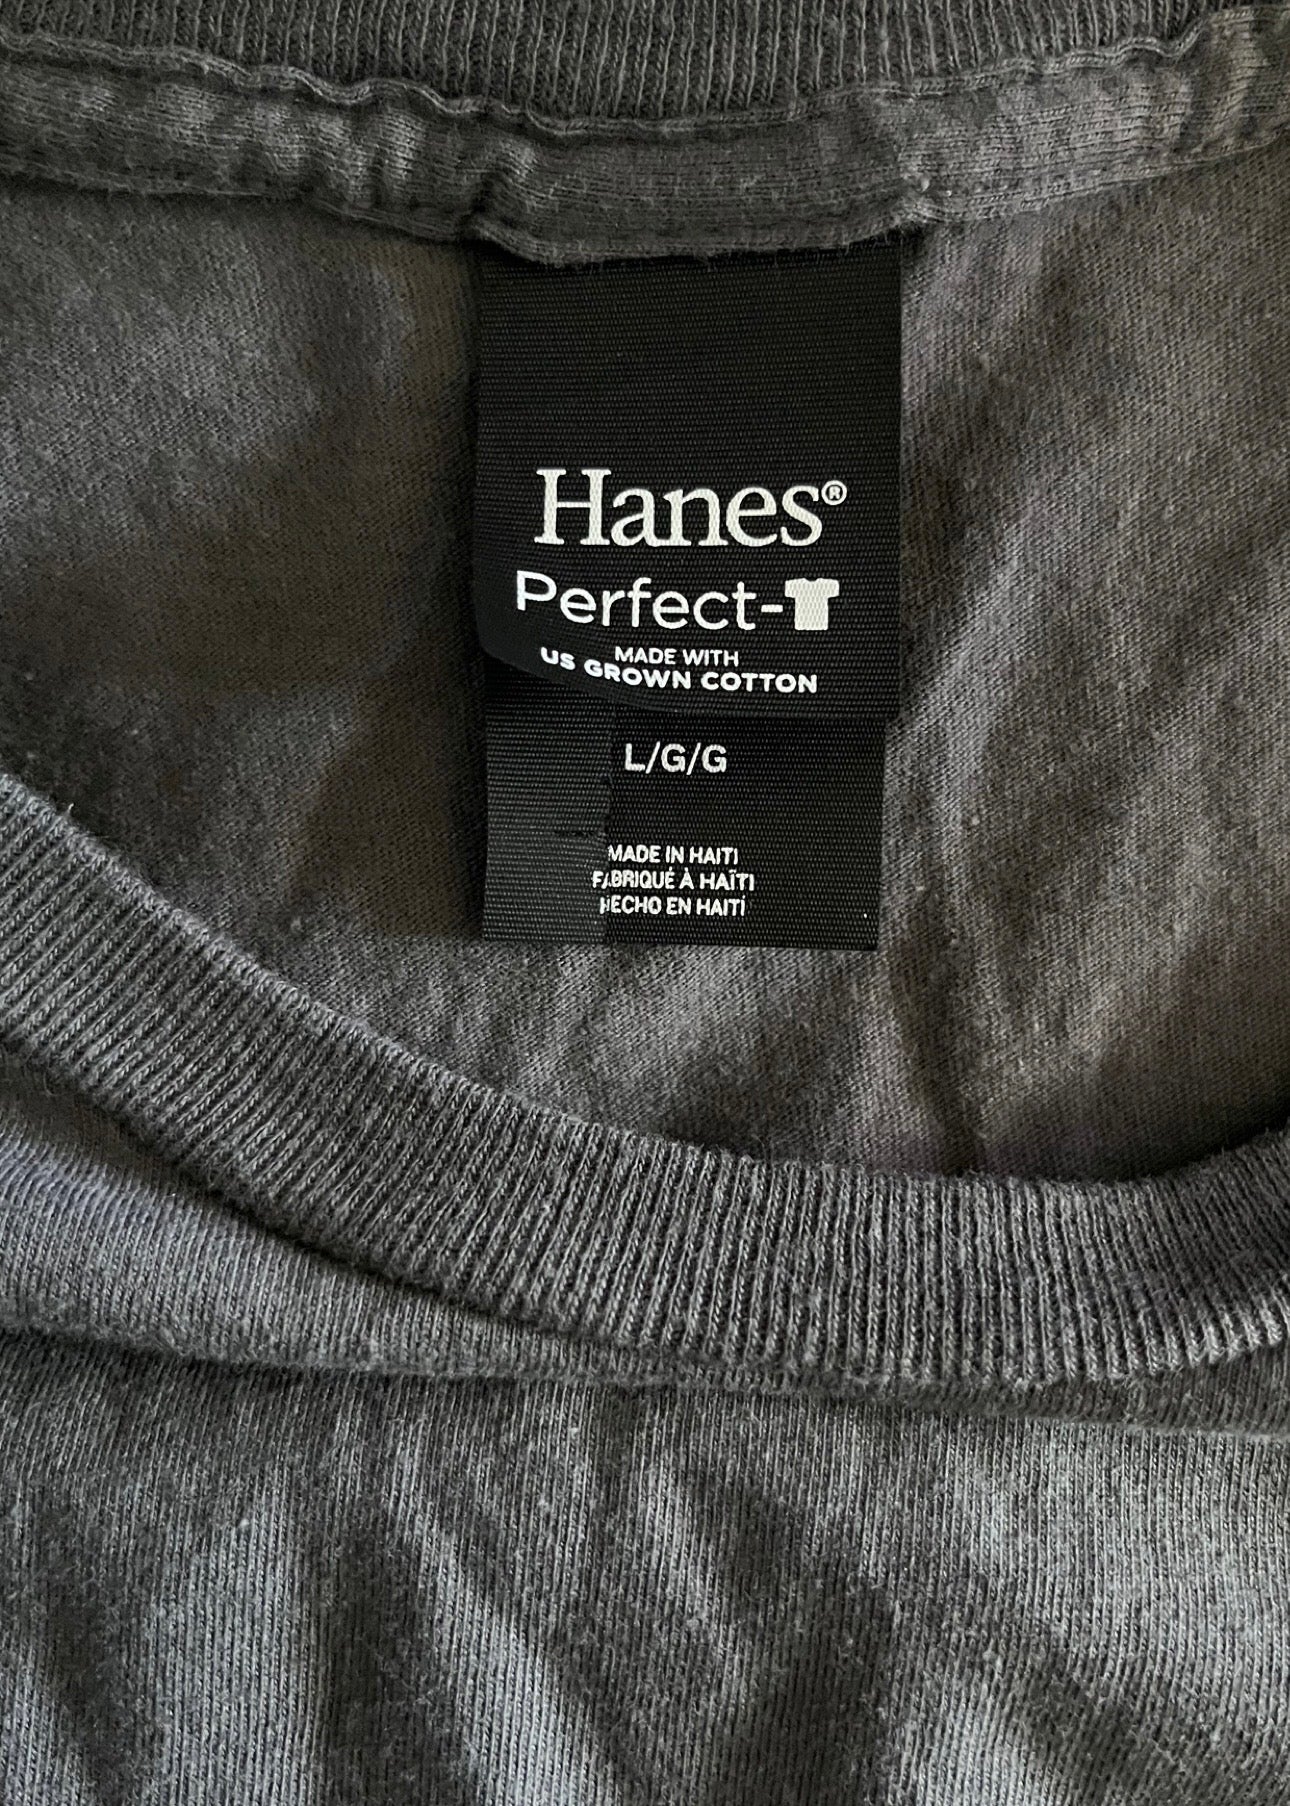 Hanes®
Perfect-
MADE WITH
US GROWN COTTON
L/G/G
MADE IN HAITI
FABRIQUÉ À HAÏTI
HECHO EN HAITÍ